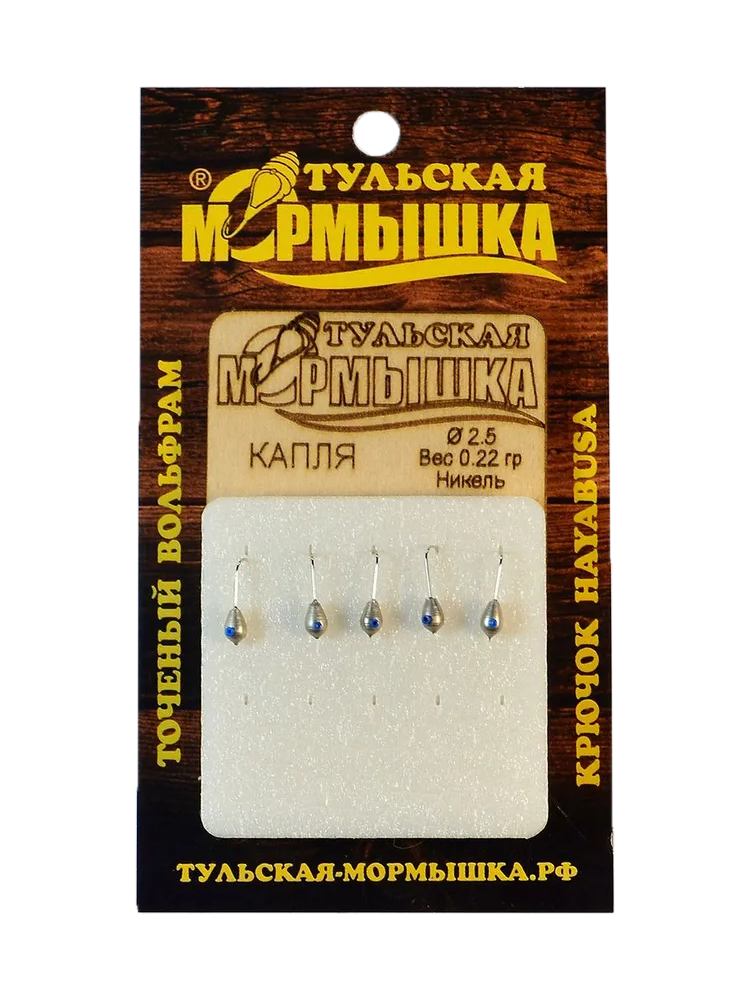 ТУЛЬСКАЯ
® МОРМЫШКА
ТУЛЬСКАЯ
МОРМЫШКА
КАПЛЯ
Ø 2.5
Вес 0.22 гр
Никель
ТОЧЕНЫЙ ВОЛЬФРАМ
КРЮЧОК HAYABUSA
ТУЛЬСКАЯ-МОРМЫШКА.РФ